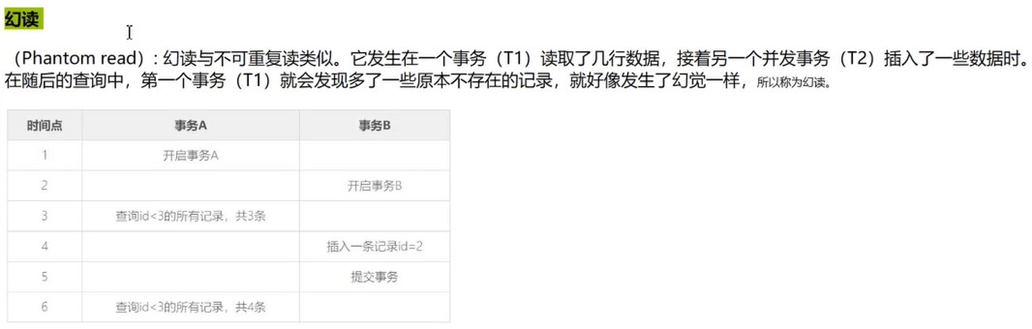 幻读
（Phantom read）: 幻读与不可重复读类似。它发生在一个事务（T1）读取了几行数据，接着另一个并发事务（T2）插入了一些数据时。
在随后的查询中，第一个事务（T1）就会发现多了一些原本不存在的记录，就好像发生了幻觉一样，所以称为幻读。
时间点 事务A 事务B
1 开启事务A
2 开启事务B
3 查询id<3的所有记录，共3条
4 插入一条记录id=2
5 提交事务
6 查询id<3的所有记录，共4条